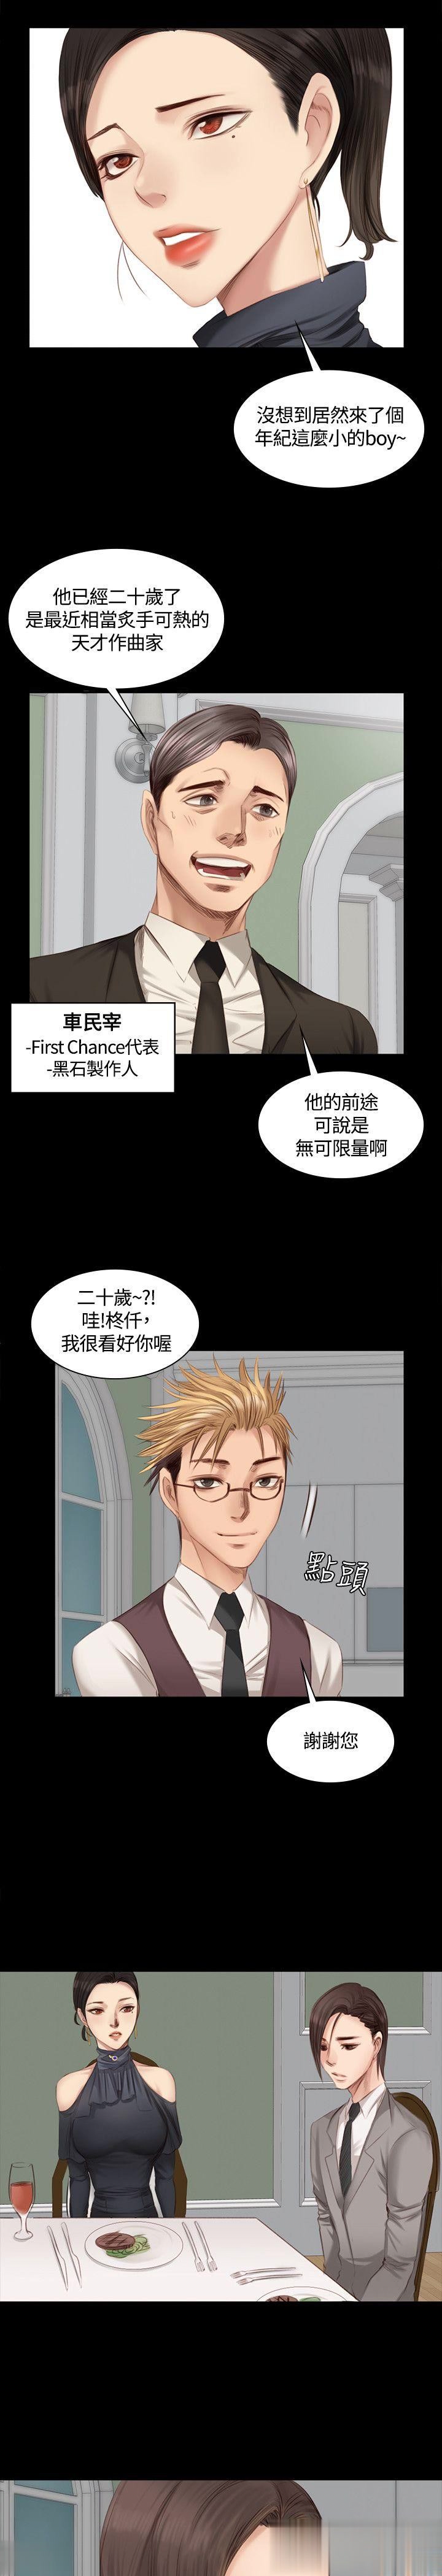 沒想到居然來了個
年紀這麼小的boy~
他已經二十歲了
是最近相當炙手可熱的
天才作曲家
車民宰
-First Chance代表
-黑石製作人
他的前途
可說是
無可限量啊
二十歲~?!
哇!柊仟,
我很看好你喔
點頭
謝謝您